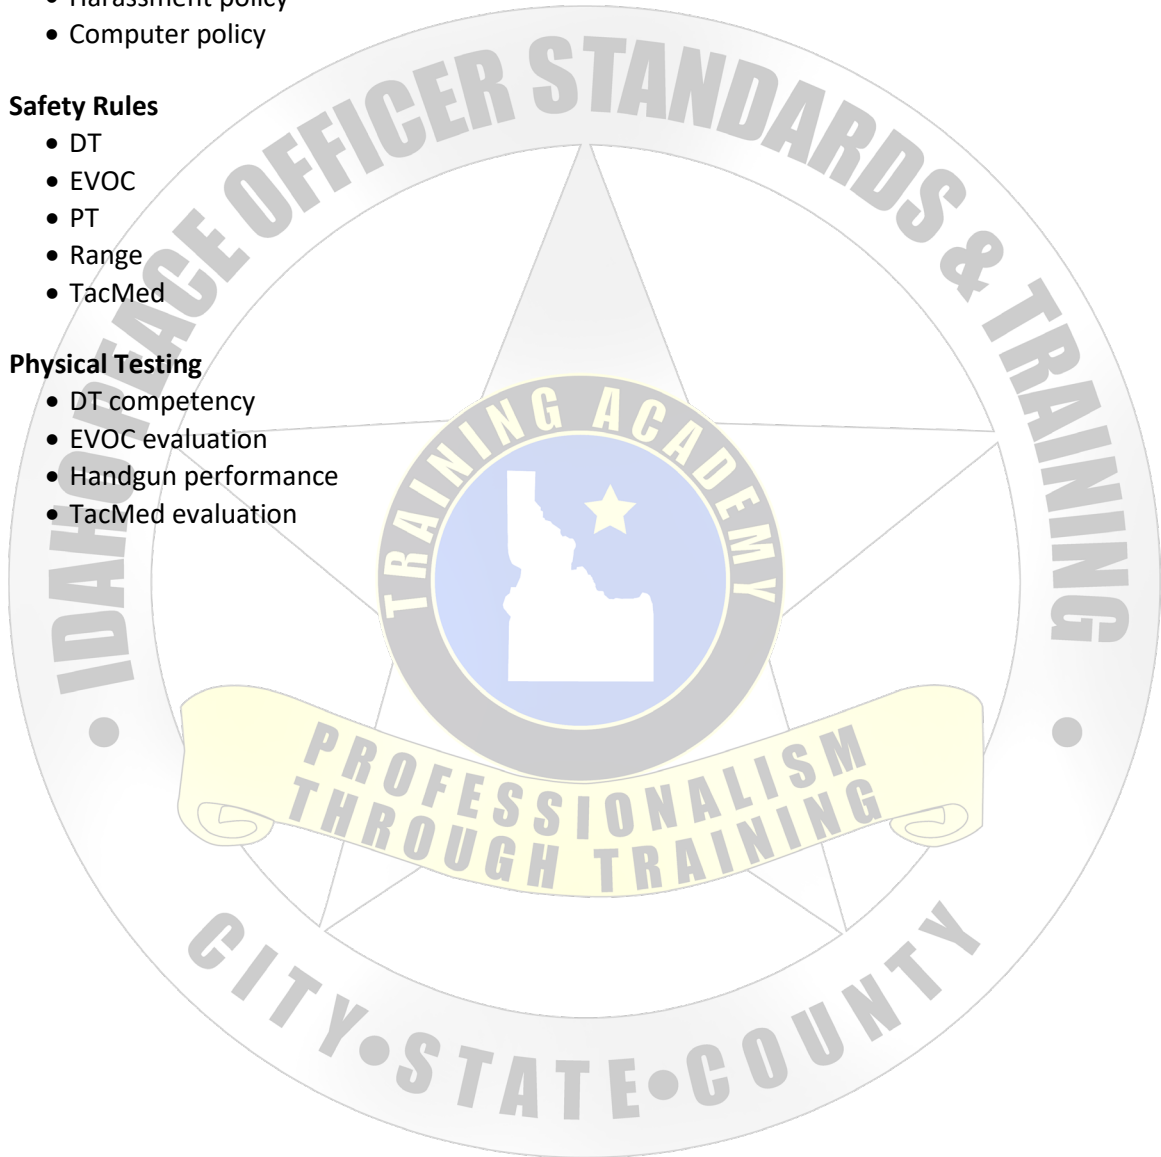 • Harassment policy
• Computer policy
Safety Rules
• DT
• EVOC
• PT
• Range
• TacMed
Physical Testing
• DT competency
• EVOC evaluation
• Handgun performance
• TacMed evaluation
IDAHO PEACE OFFICER STANDARDS & TRAINING
TRAINING ACADEMY
PROFESSIONALISM
THROUGH TRAINING
CITY•STATE•COUNTY